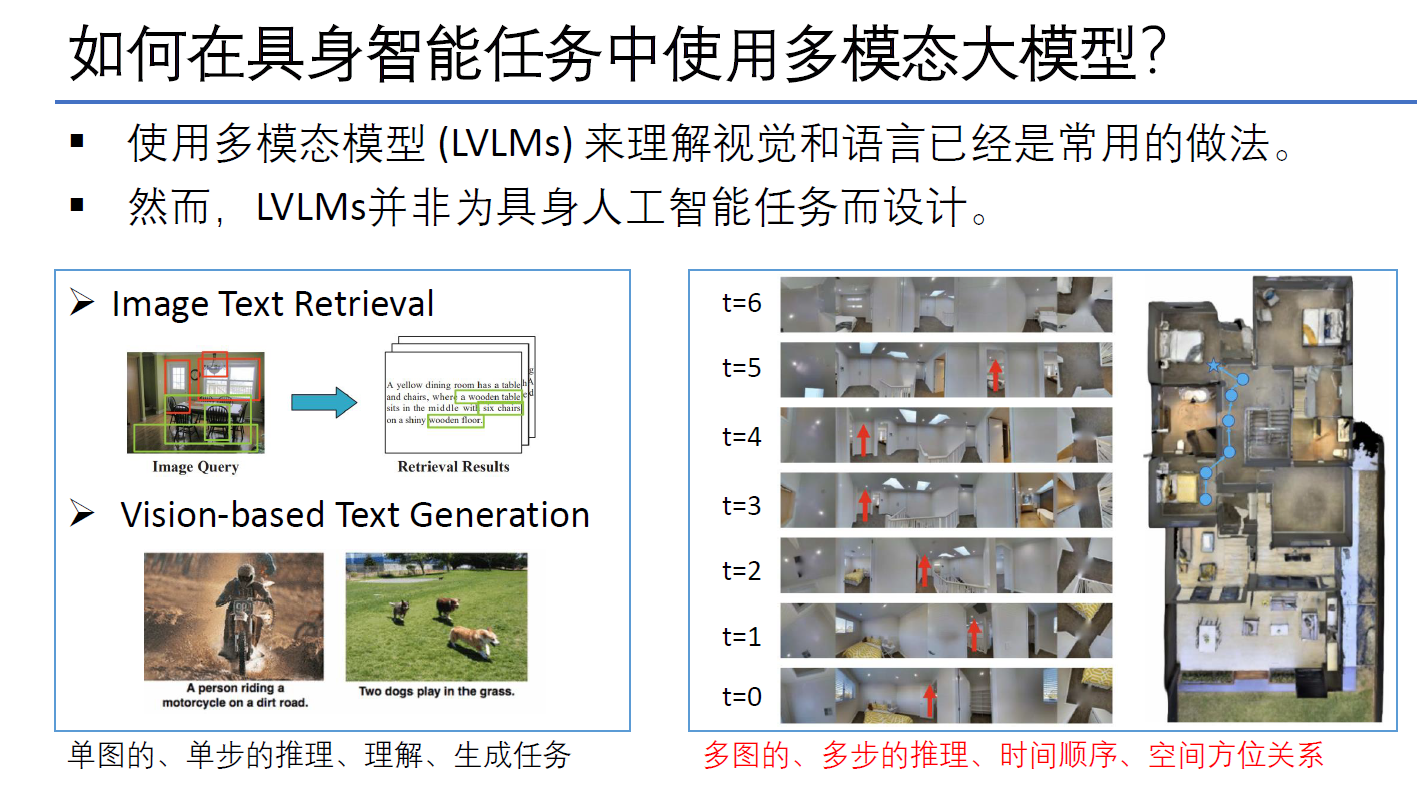 如何在具身智能任务中使用多模态大模型？
▪ 使用多模态模型 (LVLMs) 来理解视觉和语言已经是常用的做法。
▪ 然而，LVLMs并非为具身人工智能任务而设计。
➢ Image Text Retrieval
A yellow dining room has a table
and chairs, where a wooden table
sits in the middle with six chairs
on a shiny wooden floor.
Image Query
Retrieval Results
➢ Vision-based Text Generation
A person riding a
motorcycle on a dirt road.
Two dogs play in the grass.
单图的、单步的推理、理解、生成任务
t=6
t=5
t=4
t=3
t=2
t=1
t=0
多图的、多步的推理、时间顺序、空间方位关系